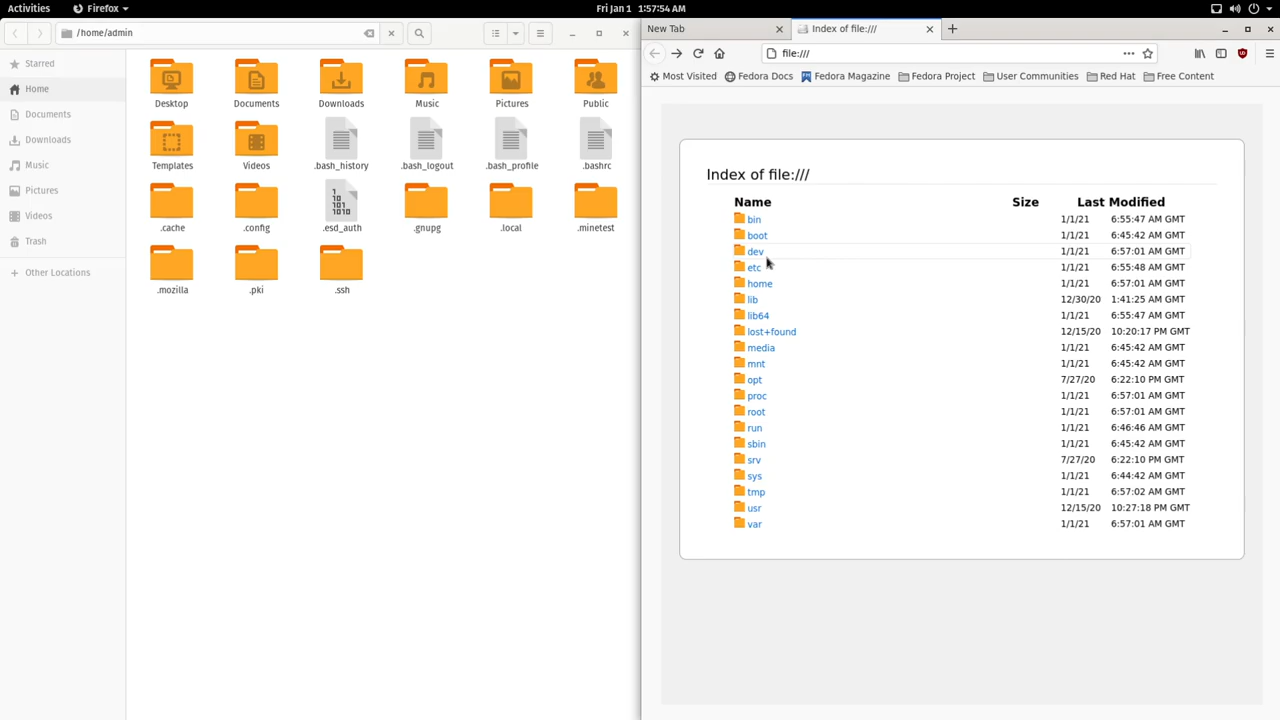 Activities
Firefox
Fri Jan 1 1:57:54 AM
/home/admin
Starred
Home
Documents
Downloads
Music
Pictures
Videos
Trash
Other Locations
Desktop
Documents
Downloads
Music
Pictures
Public
Templates
Videos
.bash_history
.bash_logout
.bash_profile
.bashrc
.cache
.config
.esd_auth
.gnupg
.local
.minetest
.mozilla
.pki
.ssh
New Tab
Index of file:///
file:///
Most Visited
Fedora Docs
Fedora Magazine
Fedora Project
User Communities
Red Hat
Free Content
Index of file:///
Name Size Last Modified
bin 1/1/21 6:55:47 AM GMT
boot 1/1/21 6:45:42 AM GMT
dev 1/1/21 6:57:01 AM GMT
etc 1/1/21 6:55:48 AM GMT
home 1/1/21 6:57:01 AM GMT
lib 12/30/20 1:41:25 AM GMT
lib64 1/1/21 6:55:47 AM GMT
lost+found 12/15/20 10:20:17 PM GMT
media 1/1/21 6:45:42 AM GMT
mnt 1/1/21 6:45:42 AM GMT
opt 7/27/20 6:22:10 PM GMT
proc 1/1/21 6:57:01 AM GMT
root 1/1/21 6:57:01 AM GMT
run 1/1/21 6:46:46 AM GMT
sbin 1/1/21 6:45:42 AM GMT
srv 7/27/20 6:22:10 PM GMT
sys 1/1/21 6:44:42 AM GMT
tmp 1/1/21 6:57:02 AM GMT
usr 12/15/20 10:27:18 PM GMT
var 1/1/21 6:57:01 AM GMT